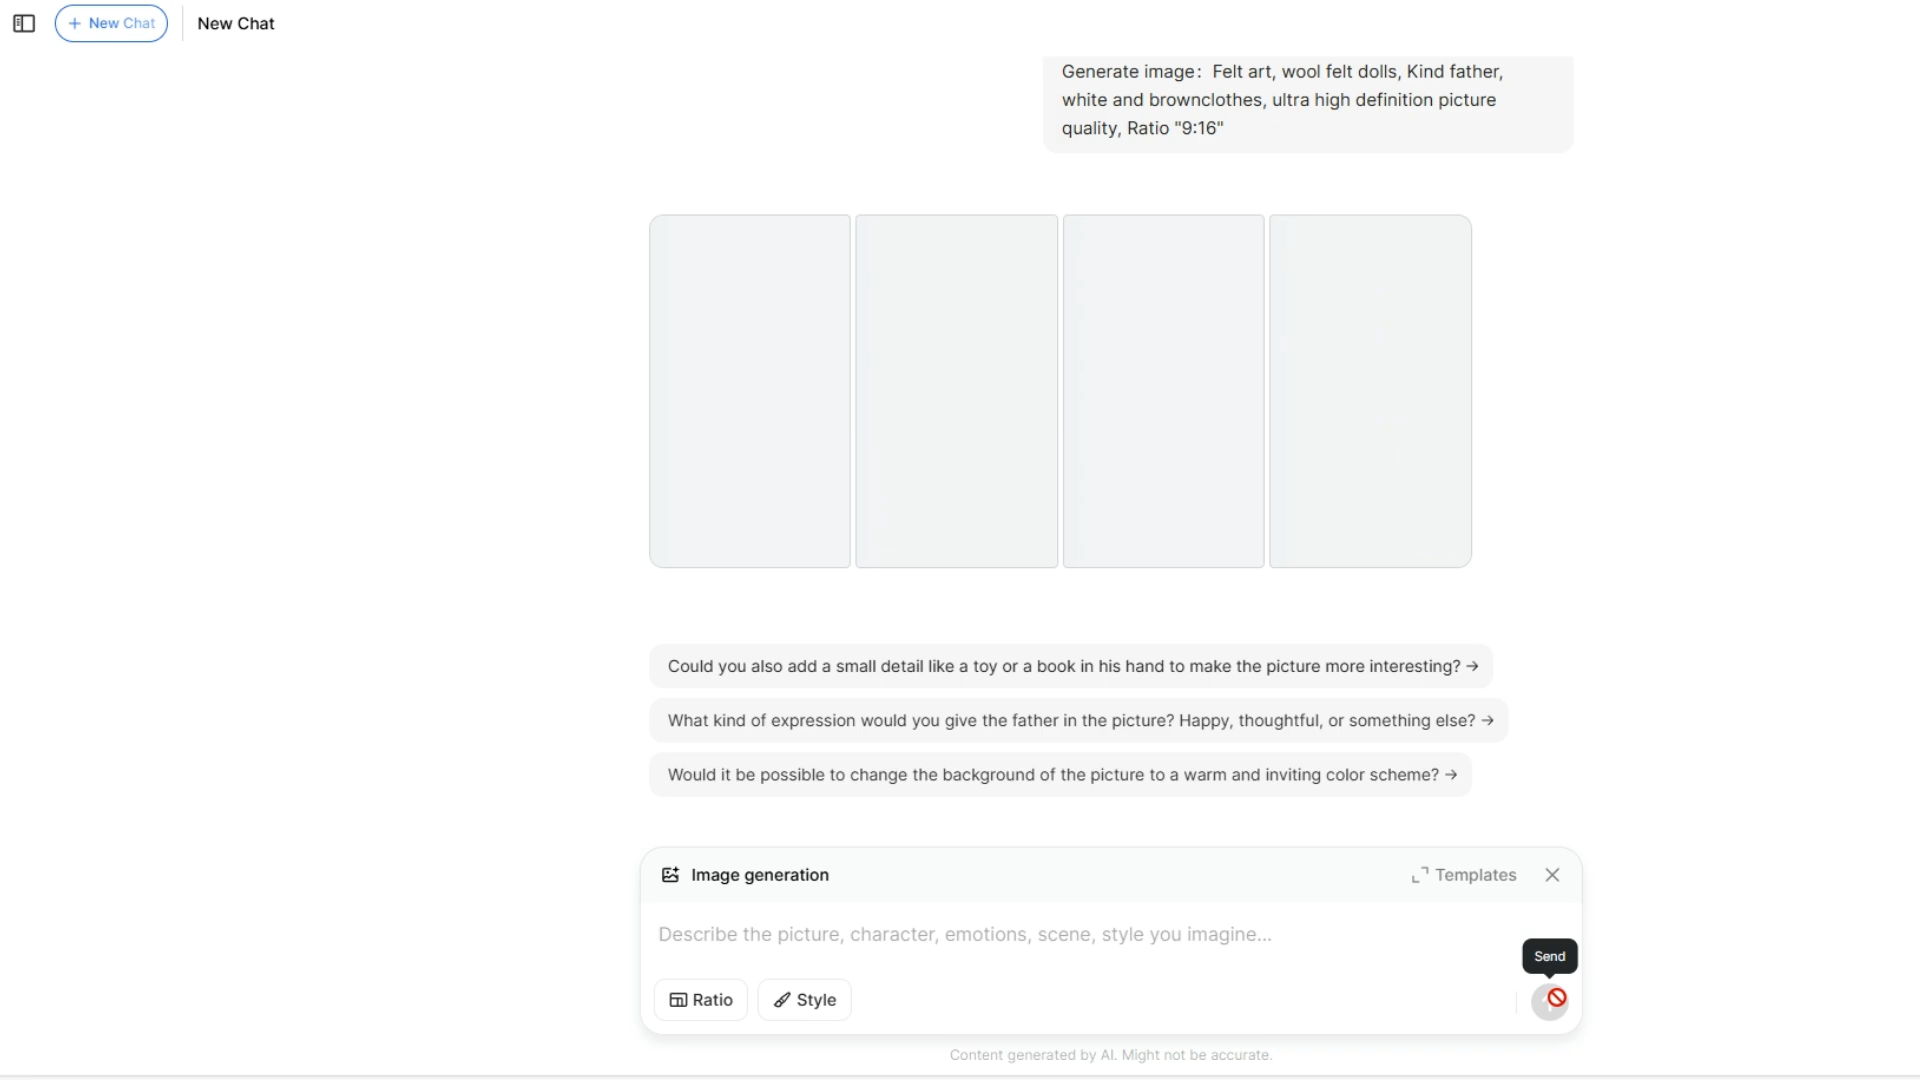 + New Chat
New Chat
Generate image： Felt art, wool felt dolls, Kind father,
white and brownclothes, ultra high definition picture
quality, Ratio "9:16"
Could you also add a small detail like a toy or a book in his hand to make the picture more interesting? →
What kind of expression would you give the father in the picture? Happy, thoughtful, or something else? →
Would it be possible to change the background of the picture to a warm and inviting color scheme? →
Image generation
Templates
Describe the picture, character, emotions, scene, style you imagine...
Send
Ratio
Style
Content generated by AI. Might not be accurate.